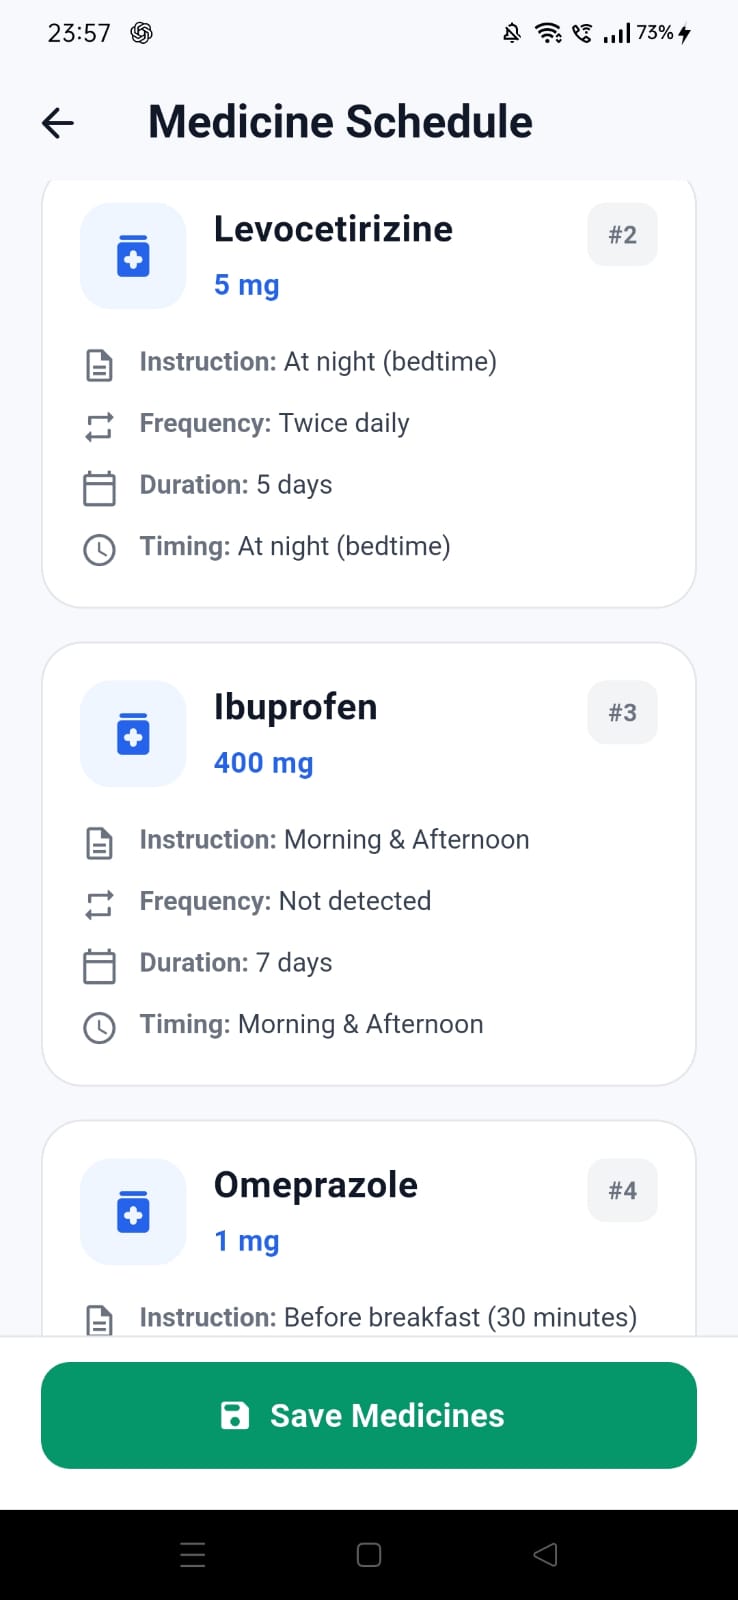 23:57
73%
Medicine Schedule
Levocetirizine
#2
5 mg
Instruction: At night (bedtime)
Frequency: Twice daily
Duration: 5 days
Timing: At night (bedtime)
Ibuprofen
#3
400 mg
Instruction: Morning & Afternoon
Frequency: Not detected
Duration: 7 days
Timing: Morning & Afternoon
Omeprazole
#4
1 mg
Instruction: Before breakfast (30 minutes)
Save Medicines